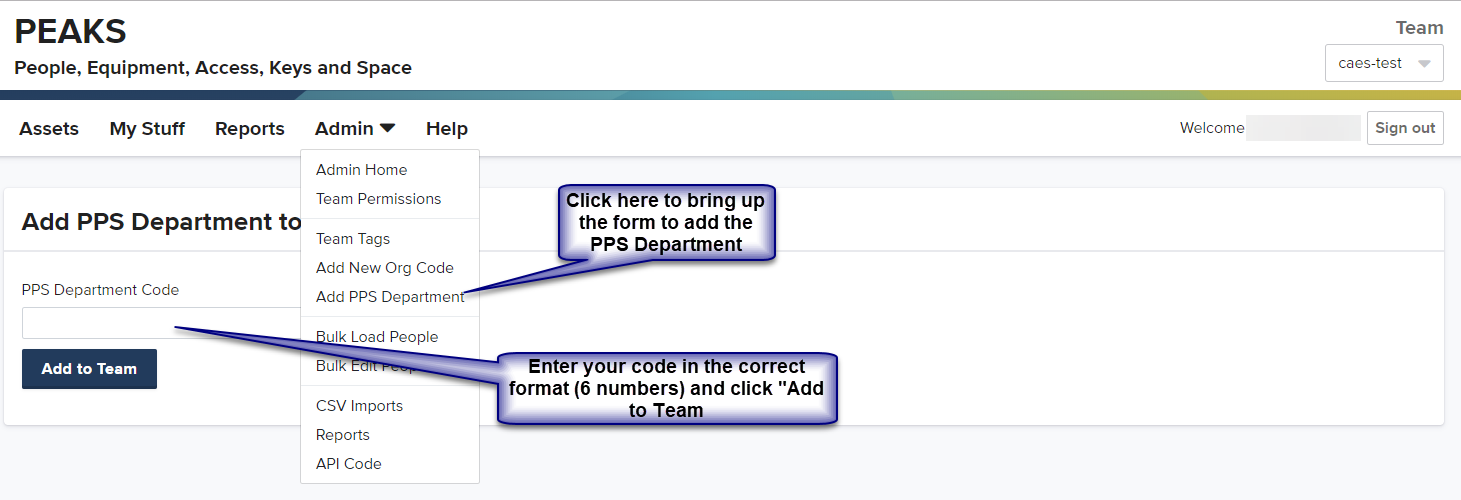 PEAKS
People, Equipment, Access, Keys and Space
Team
caes-test
Assets
My Stuff
Reports
Admin
Help
Welcome
Sign out
Admin Home
Team Permissions
Team Tags
Add New Org Code
Add PPS Department
Bulk Load People
Bulk Edit
CSV Imports
Reports
API Code
Add PPS Department to
PPS Department Code
Add to Team
Click here to bring up
the form to add the
PPS Department
Enter your code in the correct
format (6 numbers) and click "Add
to Team